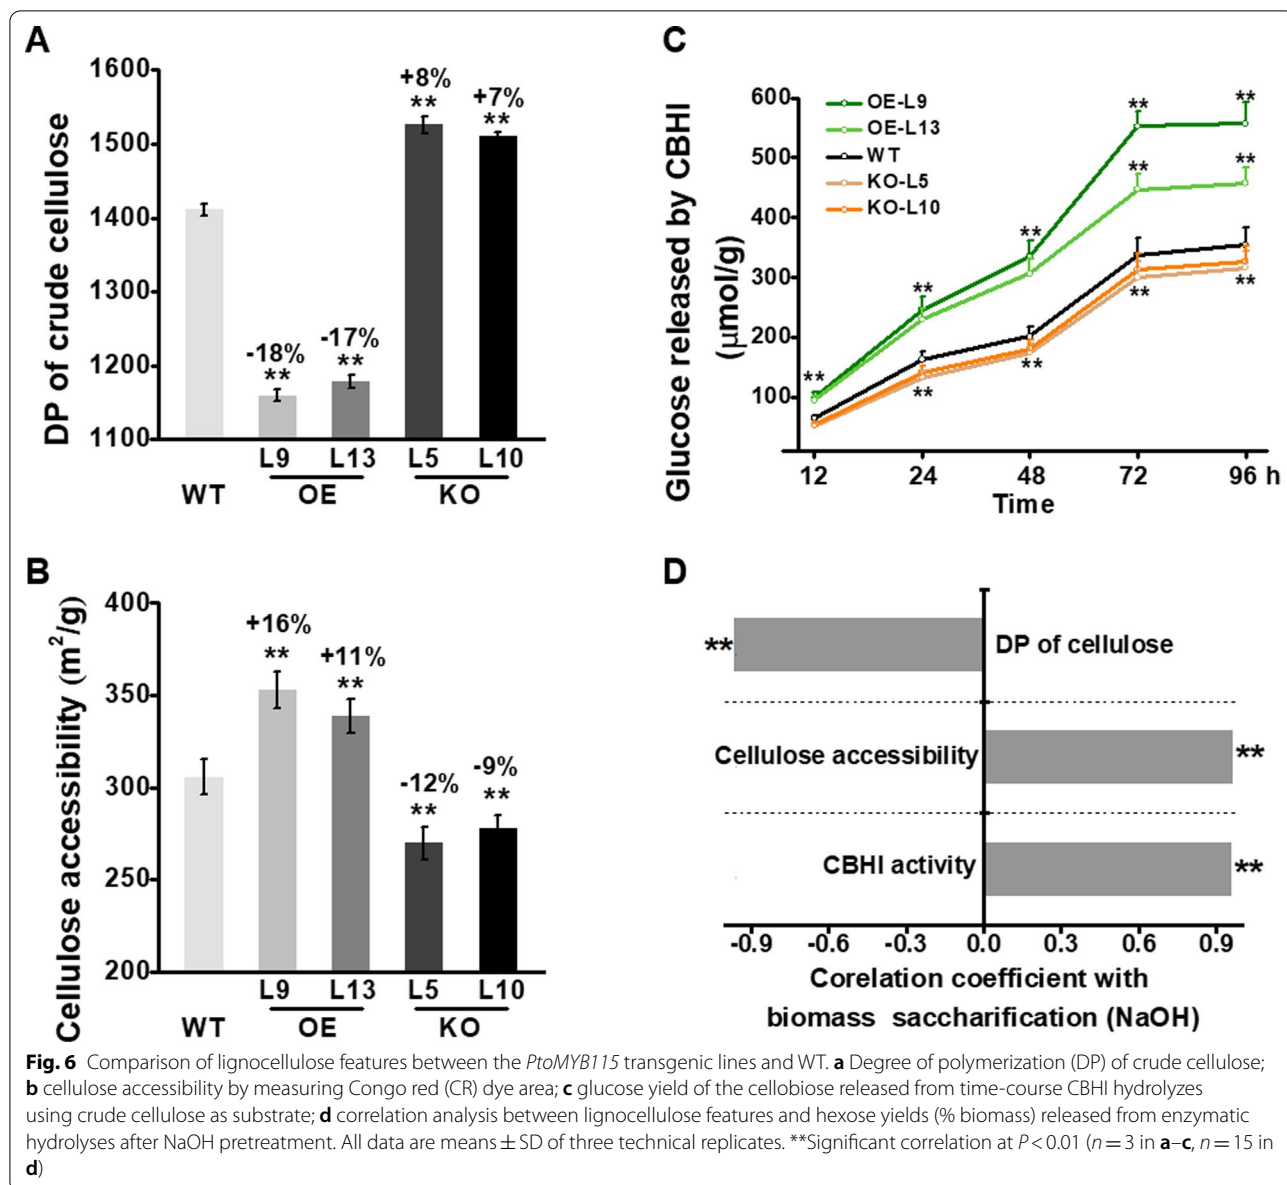 A
DP of crude cellulose
1600
1500
1400
1300
1200
1100
-18%
**
-17%
**
+8%
**
+7%
**
L9 L13 L5 L10
WT OE KO
C
Glucose released by CBHI
(μmol/g)
600
500
400
300
200
100
OE-L9
OE-L13
WT
KO-L5
KO-L10
**
**
**
**
**
**
**
**
**
**
**
12 24 48 72 96 h
Time
B
Cellulose accessibility (m²/g)
400
350
300
250
200
+16%
**
+11%
**
-12%
**
-9%
**
L9 L13 L5 L10
WT OE KO
D
** DP of cellulose
Cellulose accessibility **
CBHI activity **
-0.9 -0.6 -0.3 0.0 0.3 0.6 0.9
Corelation coefficient with
biomass saccharification (NaOH)
Fig. 6 Comparison of lignocellulose features between the PtoMYB115 transgenic lines and WT. a Degree of polymerization (DP) of crude cellulose;
b cellulose accessibility by measuring Congo red (CR) dye area; c glucose yield of the cellobiose released from time-course CBHI hydrolyzes
using crude cellulose as substrate; d correlation analysis between lignocellulose features and hexose yields (% biomass) released from enzymatic
hydrolyses after NaOH pretreatment. All data are means ± SD of three technical replicates. **Significant correlation at P < 0.01 (n = 3 in a–c, n = 15 in
d)